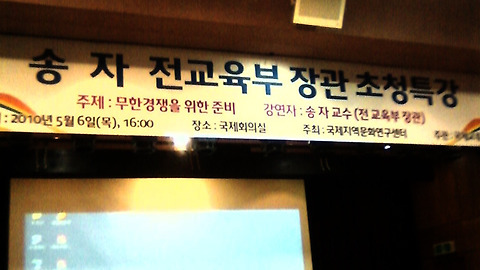 송 자 전교육부 장관 초청특강
주제 : 무한경쟁을 위한 준비 강연자 : 송 자 교수 (전 교육부 장관)
: 2010년 5월 6일(목), 16:00 장소 : 국제회의실 주최 : 국제지역문화연구센터 주관 :